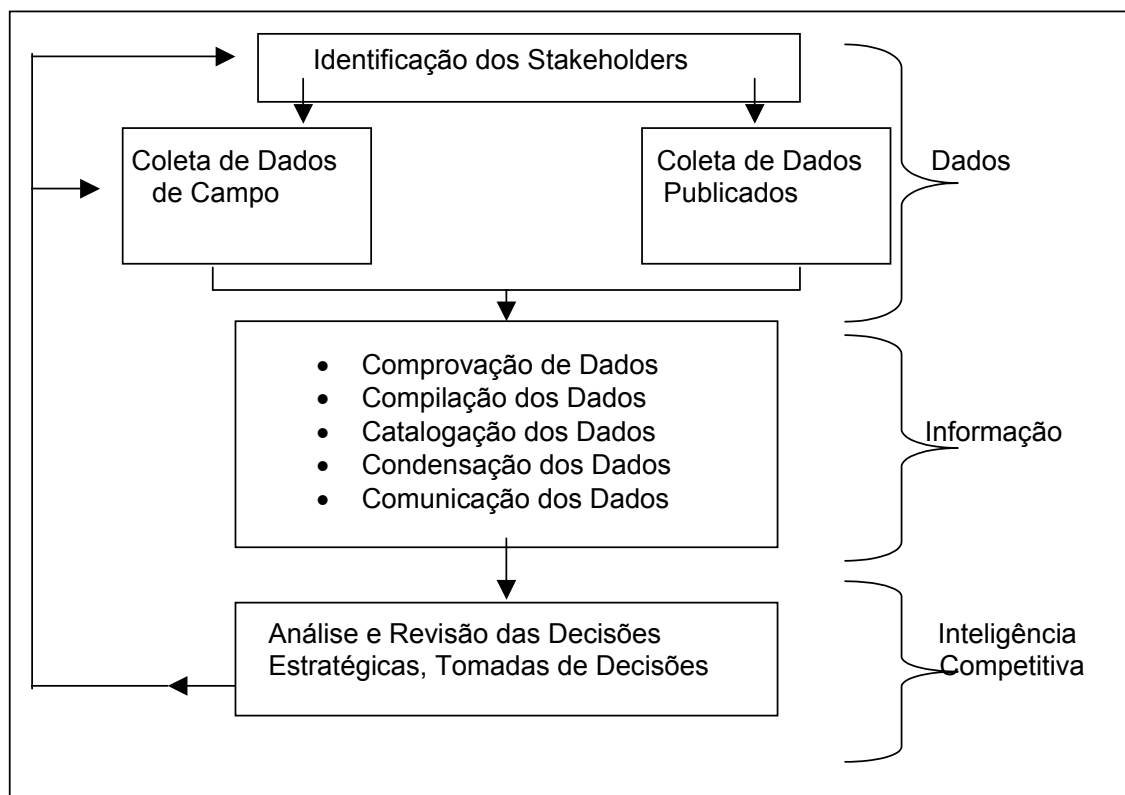 Identificação dos Stakeholders
Coleta de Dados
de Campo
Coleta de Dados
Publicados
Dados
• Comprovação de Dados
• Compilação dos Dados
• Catalogação dos Dados
• Condensação dos Dados
• Comunicação dos Dados
Informação
Análise e Revisão das Decisões
Estratégicas, Tomadas de Decisões
Inteligência
Competitiva